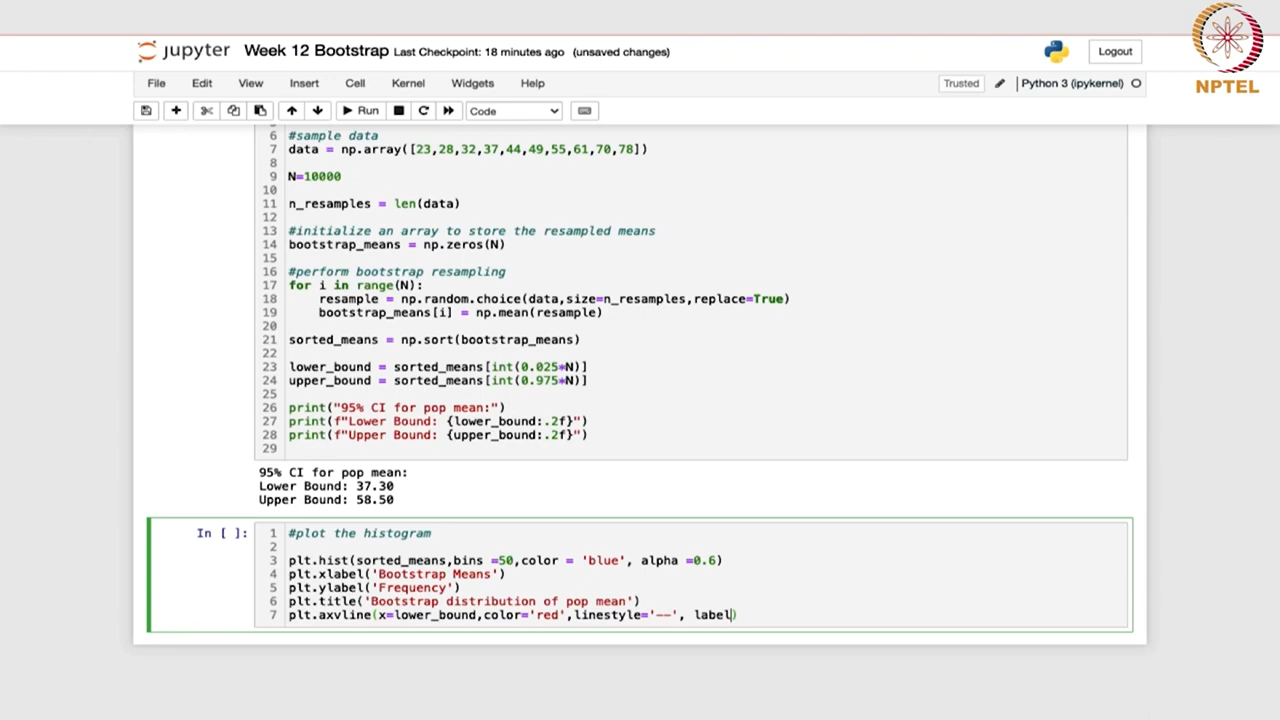 NPTEL
jupyter Week 12 Bootstrap Last Checkpoint: 18 minutes ago (unsaved changes)
Logout
File Edit View Insert Cell Kernel Widgets Help
Trusted Python 3 (ipykernel)
Run Code
6 #sample data
7 data = np.array([23,28,32,37,44,49,55,61,70,78])
8
9 N=10000
10
11 n_resamples = len(data)
12
13 #initialize an array to store the resampled means
14 bootstrap_means = np.zeros(N)
15
16 #perform bootstrap resampling
17 for i in range(N):
18     resample = np.random.choice(data,size=n_resamples,replace=True)
19     bootstrap_means[i] = np.mean(resample)
20
21 sorted_means = np.sort(bootstrap_means)
22
23 lower_bound = sorted_means[int(0.025*N)]
24 upper_bound = sorted_means[int(0.975*N)]
25
26 print("95% CI for pop mean:")
27 print(f"Lower Bound: {lower_bound:.2f}")
28 print(f"Upper Bound: {upper_bound:.2f}")
29
95% CI for pop mean:
Lower Bound: 37.30
Upper Bound: 58.50
In [ ]: 1 #plot the histogram
2
3 plt.hist(sorted_means,bins =50,color = 'blue', alpha =0.6)
4 plt.xlabel('Bootstrap Means')
5 plt.ylabel('Frequency')
6 plt.title('Bootstrap distribution of pop mean')
7 plt.axvline(x=lower_bound,color='red',linestyle='--', label)